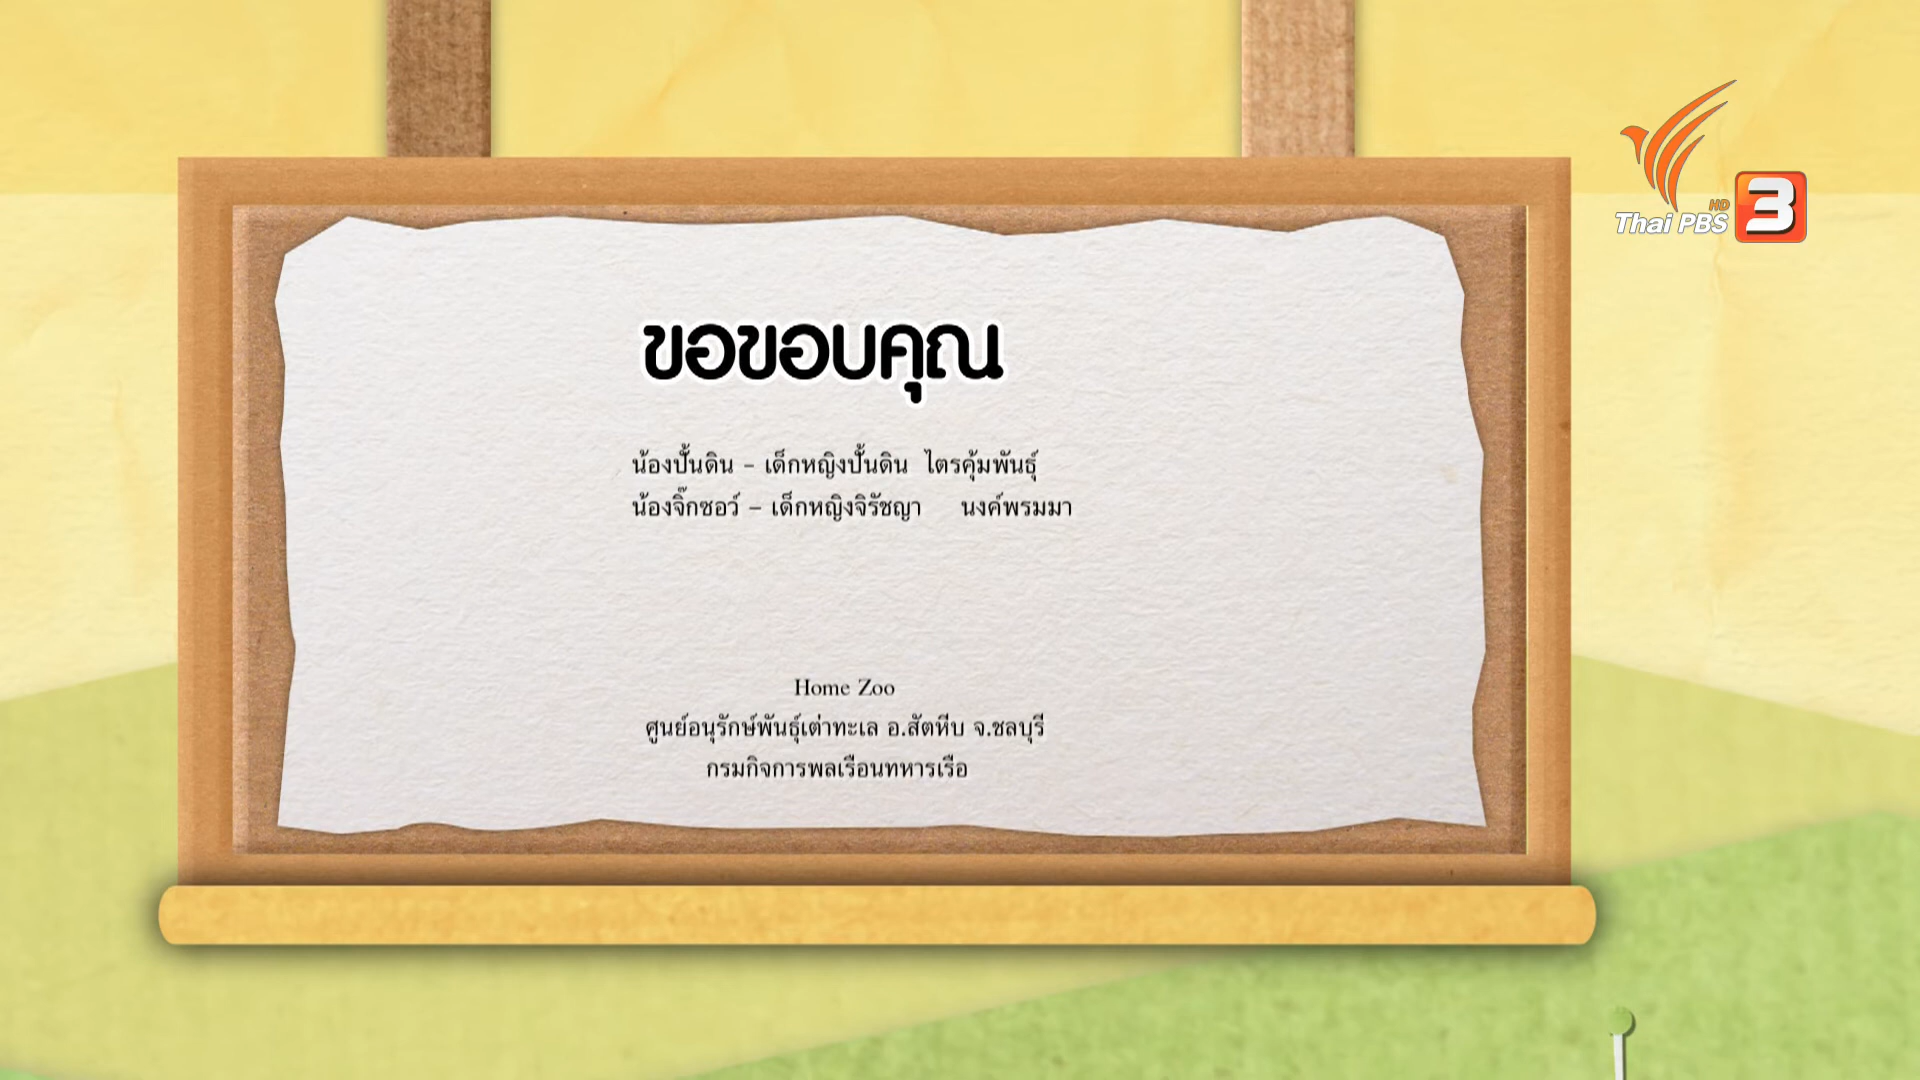 HD
Thai PBS 3
ขอขอบคุณ
น้องปั้นดิน - เด็กหญิงปั้นดิน ไตรคุ้มพันธุ์
น้องจิ๊กซอว์ – เด็กหญิงจิรัชญา นงค์พรมมา
Home Zoo
ศูนย์อนุรักษ์พันธุ์เต่าทะเล อ.สัตหีบ จ.ชลบุรี
กรมกิจการพลเรือนทหารเรือ